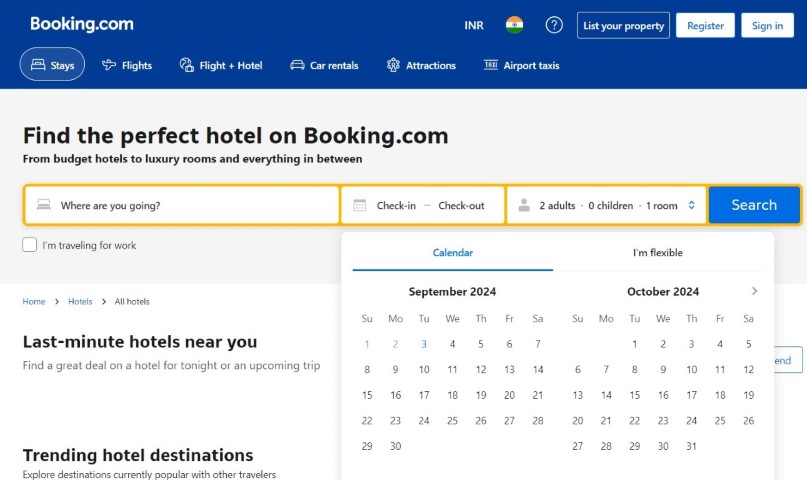 Booking.com
INR
List your property
Register
Sign in
Stays
Flights
Flight + Hotel
Car rentals
Attractions
TAXI
Airport taxis
Find the perfect hotel on Booking.com
From budget hotels to luxury rooms and everything in between
Where are you going?
Check-in — Check-out
2 adults · 0 children · 1 room
Search
I'm traveling for work
Calendar
I'm flexible
Home > Hotels > All hotels
September 2024
Su Mo Tu We Th Fr Sa
1 2 3 4 5 6 7
8 9 10 11 12 13 14
15 16 17 18 19 20 21
22 23 24 25 26 27 28
29 30
October 2024
Su Mo Tu We Th Fr Sa
1 2 3 4 5
6 7 8 9 10 11 12
13 14 15 16 17 18 19
20 21 22 23 24 25 26
27 28 29 30 31
Last-minute hotels near you
Find a great deal on a hotel for tonight or an upcoming trip
end
Trending hotel destinations
Explore destinations currently popular with other travelers